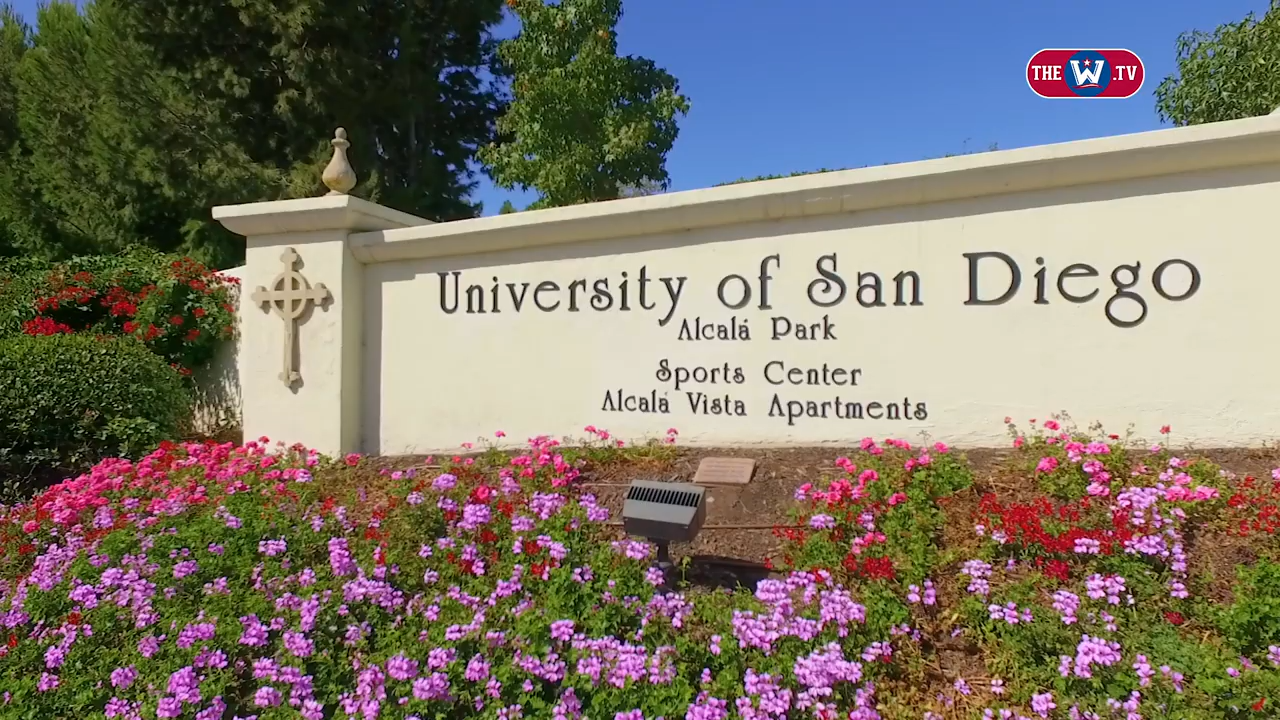 THE W .TV
University of San Diego
Alcalá Park
Sports Center
Alcalá Vista Apartments